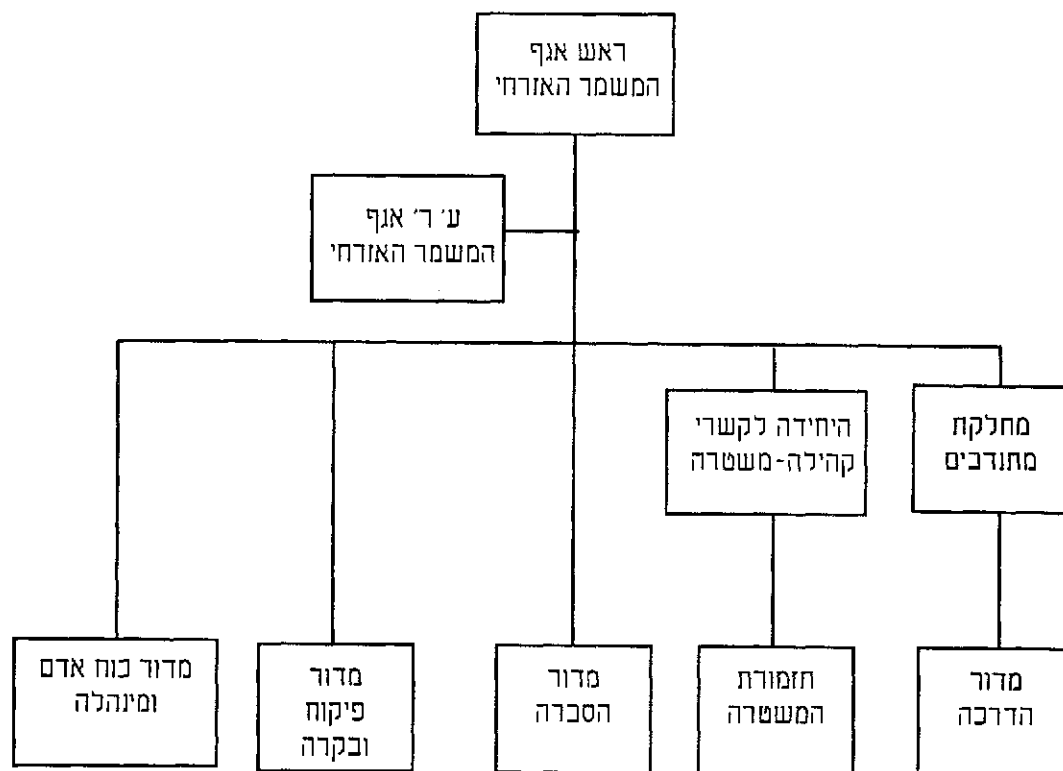 ראש אגף
המשמר האזרחי
ע' ר' אגף
המשמר האזרחי
מחלקת
מתנדבים
היחידה לקשרי
קהילה-משטרה
מדור
הדרכה
תזמורת
המשטרה
מדור
הסברה
מדור
פיקוח
ובקרה
מדור כוח אדם
ומינהלה